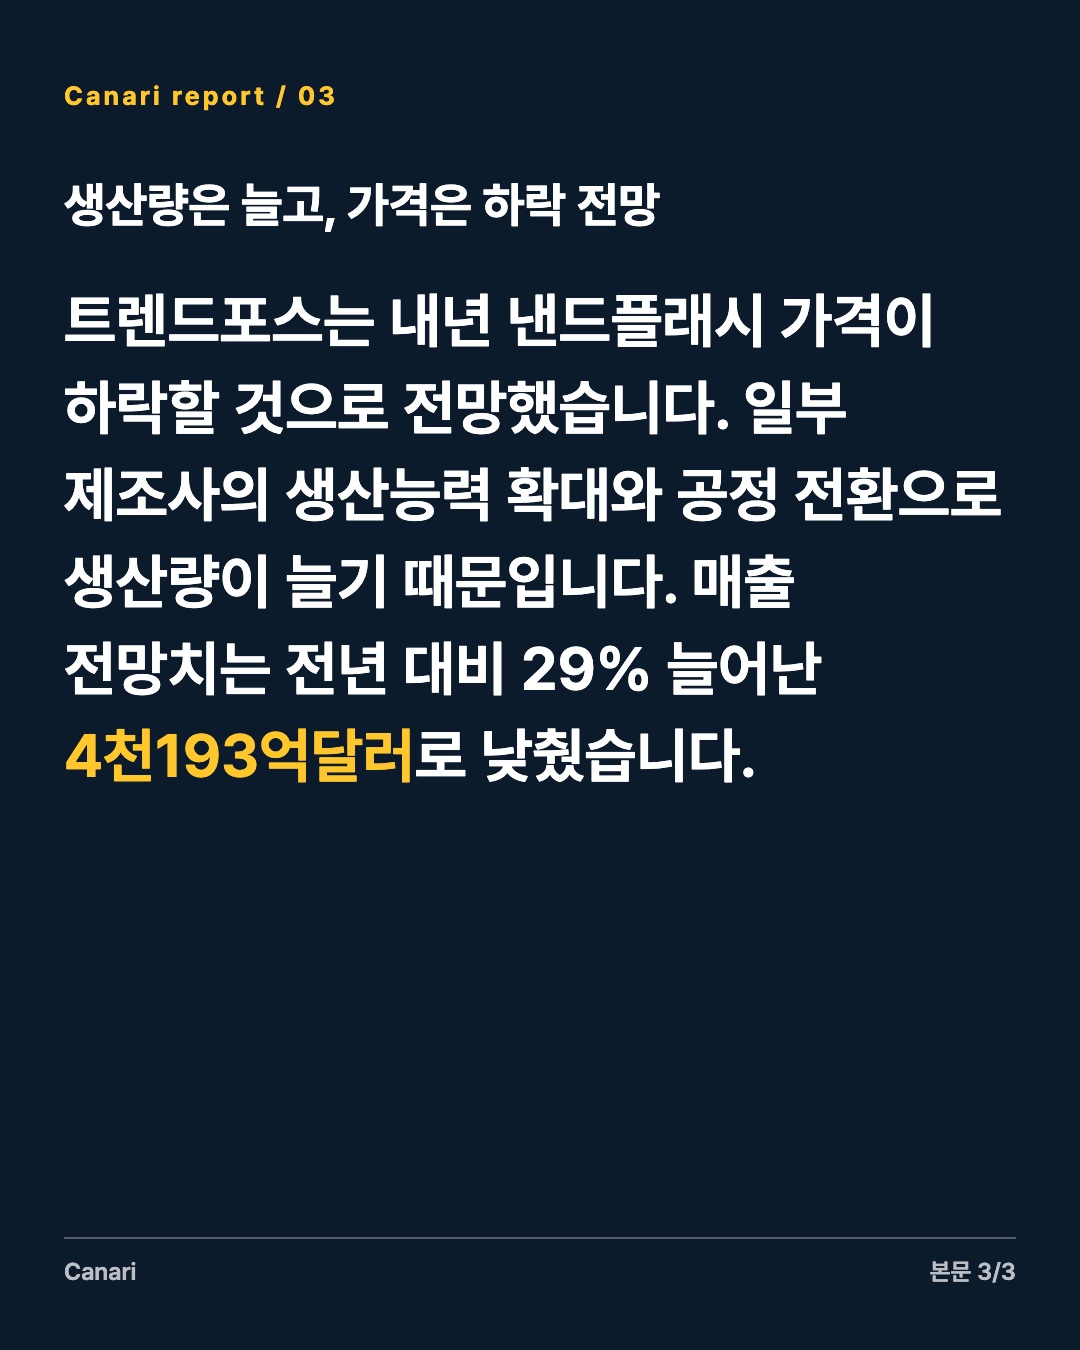 Canari report / 03
생산량은 늘고, 가격은 하락 전망
트렌드포스는 내년 낸드플래시 가격이
하락할 것으로 전망했습니다. 일부
제조사의 생산능력 확대와 공정 전환으로
생산량이 늘기 때문입니다. 매출
전망치는 전년 대비 29% 늘어난
4천193억달러로 낮췄습니다.
Canari
본문 3/3